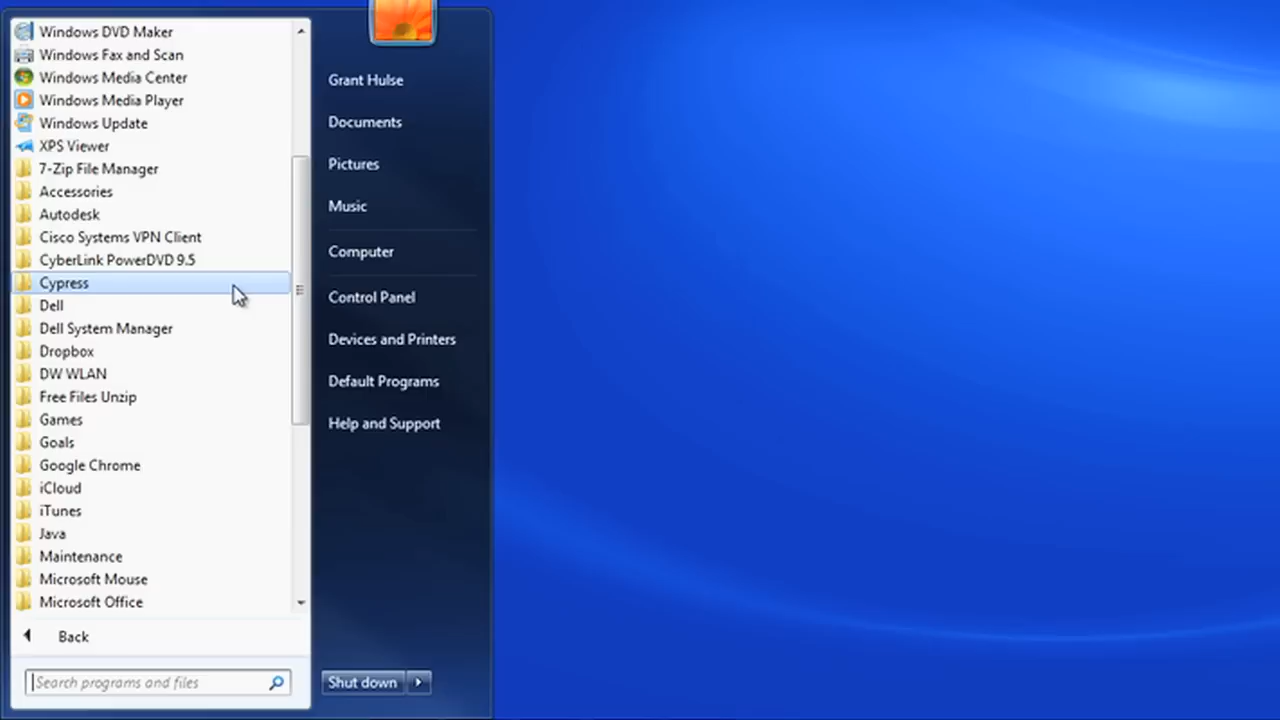 Windows DVD Maker
Windows Fax and Scan
Windows Media Center
Windows Media Player
Windows Update
XPS Viewer
7-Zip File Manager
Accessories
Autodesk
Cisco Systems VPN Client
CyberLink PowerDVD 9.5
Cypress
Dell
Dell System Manager
Dropbox
DW WLAN
Free Files Unzip
Games
Goals
Google Chrome
iCloud
iTunes
Java
Maintenance
Microsoft Mouse
Microsoft Office
Back
Search programs and files
Grant Hulse
Documents
Pictures
Music
Computer
Control Panel
Devices and Printers
Default Programs
Help and Support
Shut down